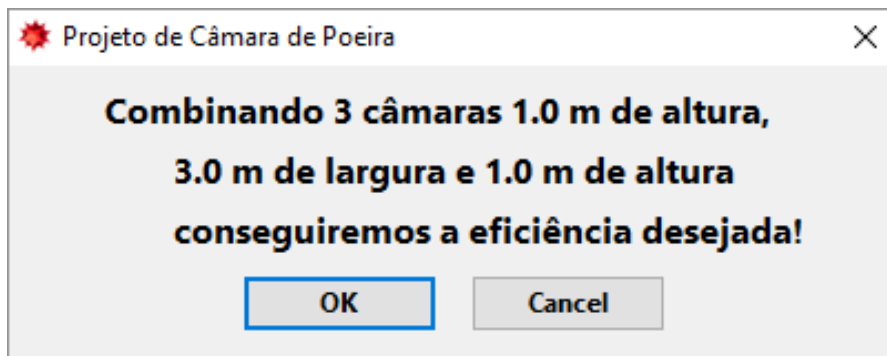 Projeto de Câmara de Poeira
Combinando 3 câmaras 1.0 m de altura,
3.0 m de largura e 1.0 m de altura
conseguiremos a eficiência desejada!
OK
Cancel